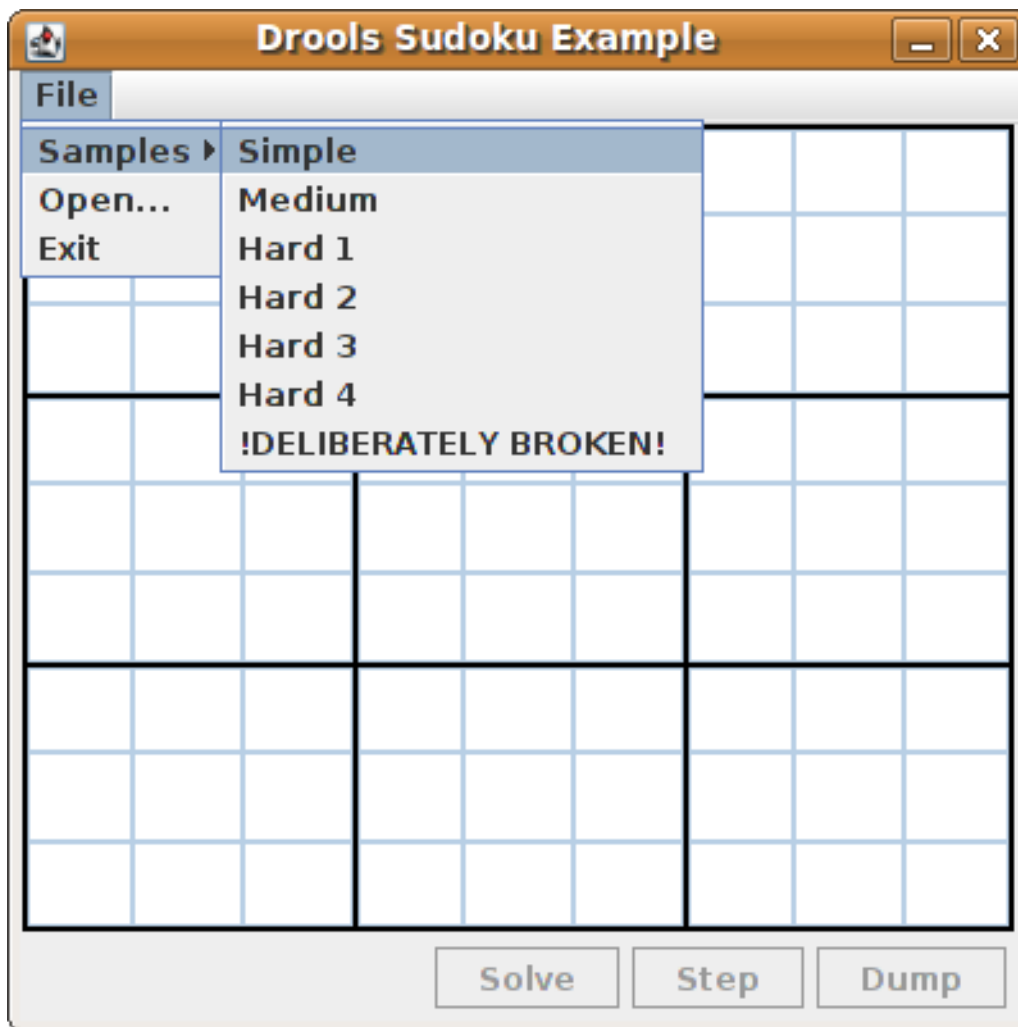 Drools Sudoku Example
File
Samples
Open...
Exit
Simple
Medium
Hard 1
Hard 2
Hard 3
Hard 4
!DELIBERATELY BROKEN!
Solve Step Dump